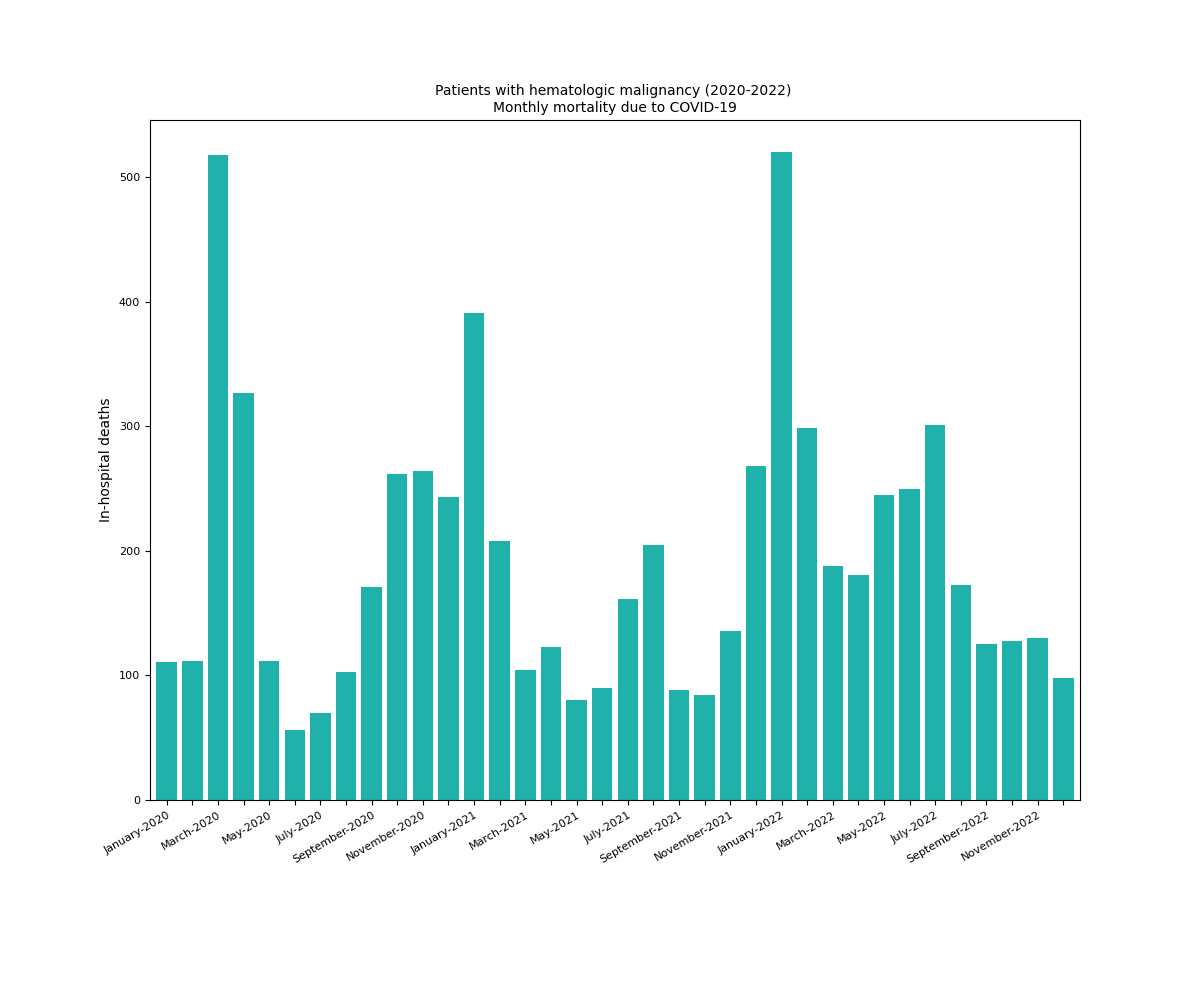 Patients with hematologic malignancy (2020-2022)
Monthly mortality due to COVID-19
In-hospital deaths
500
400
300
200
100
0
January-2020
March-2020
May-2020
July-2020
September-2020
November-2020
January-2021
March-2021
May-2021
July-2021
September-2021
November-2021
January-2022
March-2022
May-2022
July-2022
September-2022
November-2022